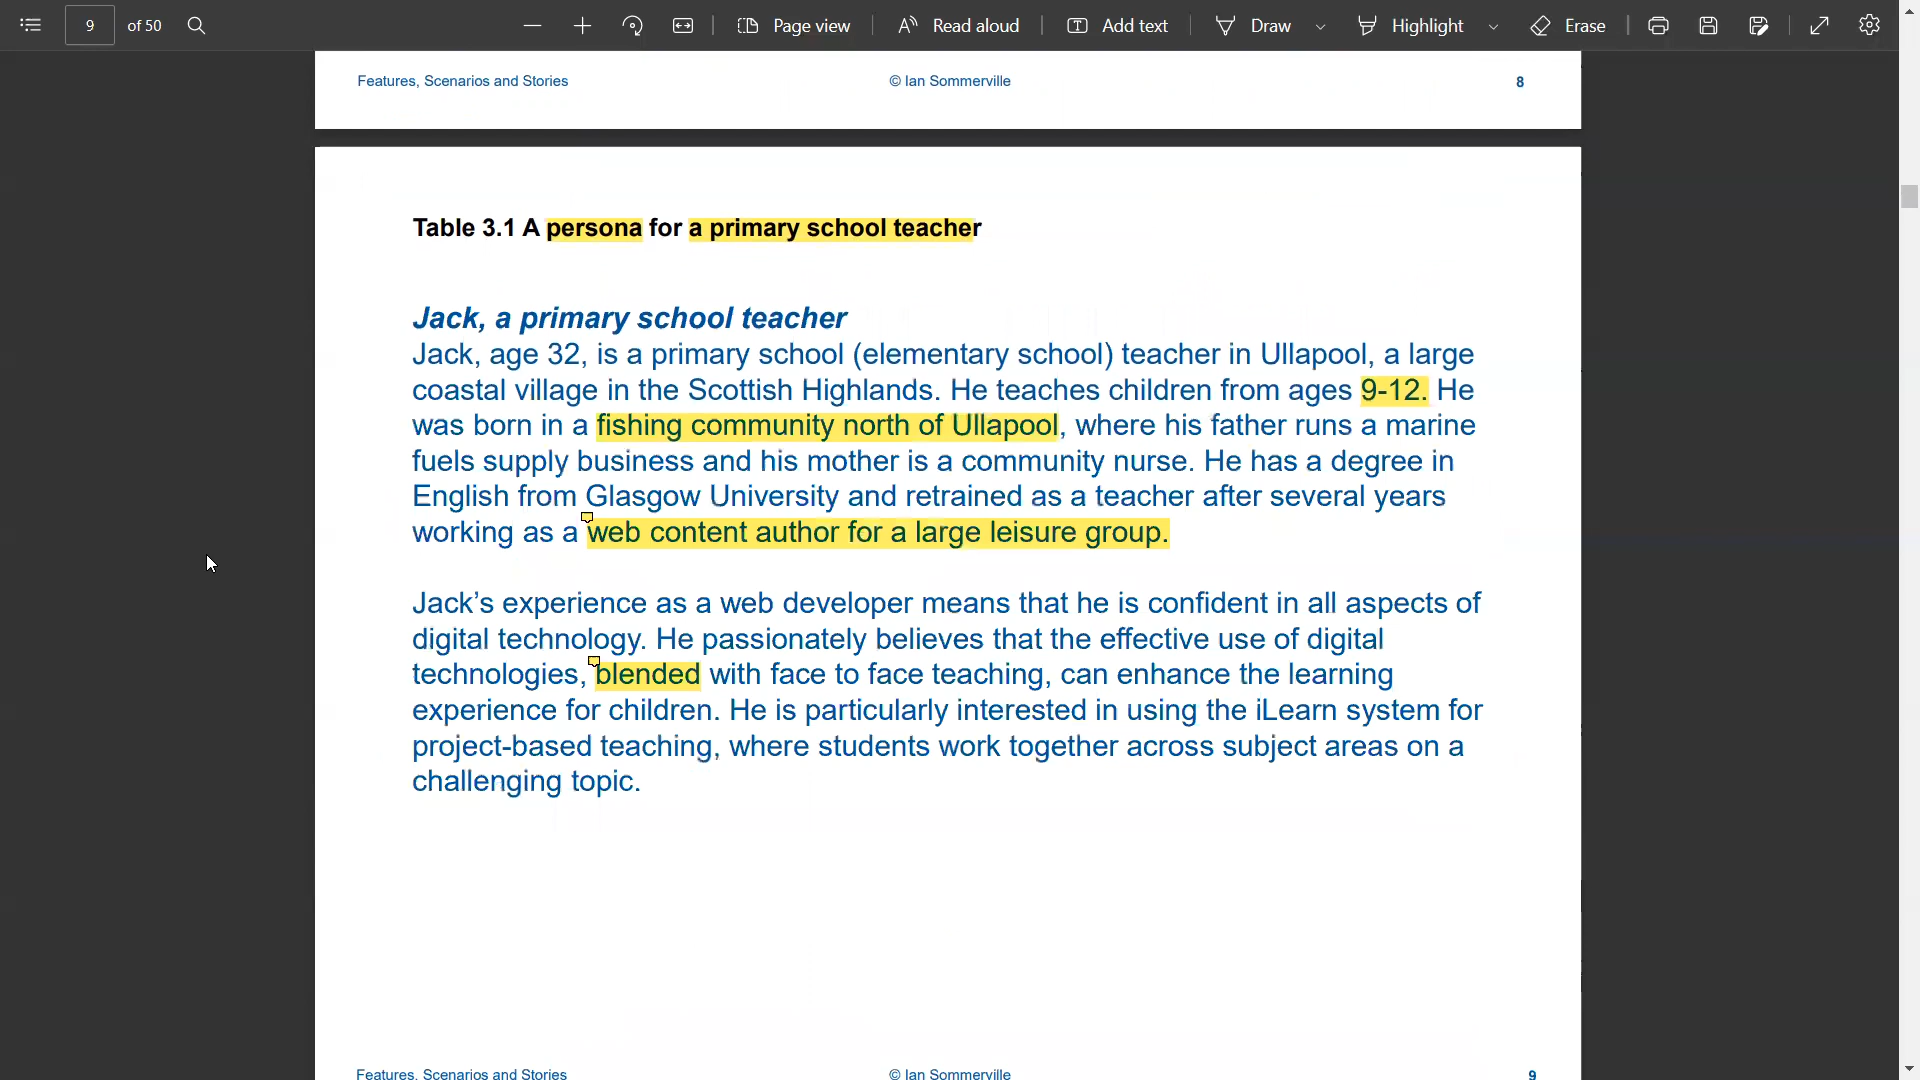 9 of 50 Page view Read aloud Add text Draw Highlight Erase
Features, Scenarios and Stories © Ian Sommerville 8
Table 3.1 A persona for a primary school teacher
Jack, a primary school teacher
Jack, age 32, is a primary school (elementary school) teacher in Ullapool, a large
coastal village in the Scottish Highlands. He teaches children from ages 9-12. He
was born in a fishing community north of Ullapool, where his father runs a marine
fuels supply business and his mother is a community nurse. He has a degree in
English from Glasgow University and retrained as a teacher after several years
working as a web content author for a large leisure group.
Jack’s experience as a web developer means that he is confident in all aspects of
digital technology. He passionately believes that the effective use of digital
technologies, blended with face to face teaching, can enhance the learning
experience for children. He is particularly interested in using the iLearn system for
project-based teaching, where students work together across subject areas on a
challenging topic.
Features, Scenarios and Stories © Ian Sommerville 9